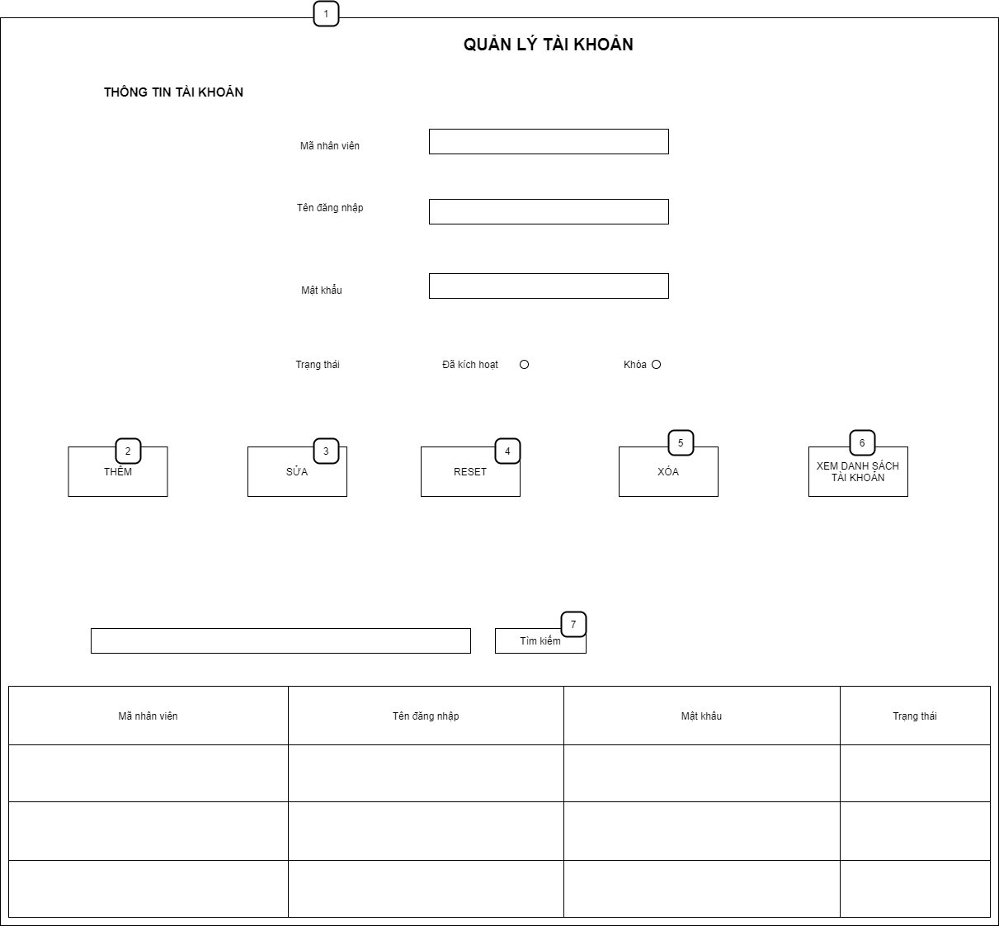 1
QUẢN LÝ TÀI KHOẢN
THÔNG TIN TÀI KHOẢN
Mã nhân viên
Tên đăng nhập
Mật khẩu
Trạng thái Đã kích hoạt Khóa
2 3 4 5 6
THÊM SỬA RESET XÓA XEM DANH SÁCH
TÀI KHOẢN
7
Tìm kiếm
Mã nhân viên Tên đăng nhập Mật khẩu Trạng thái